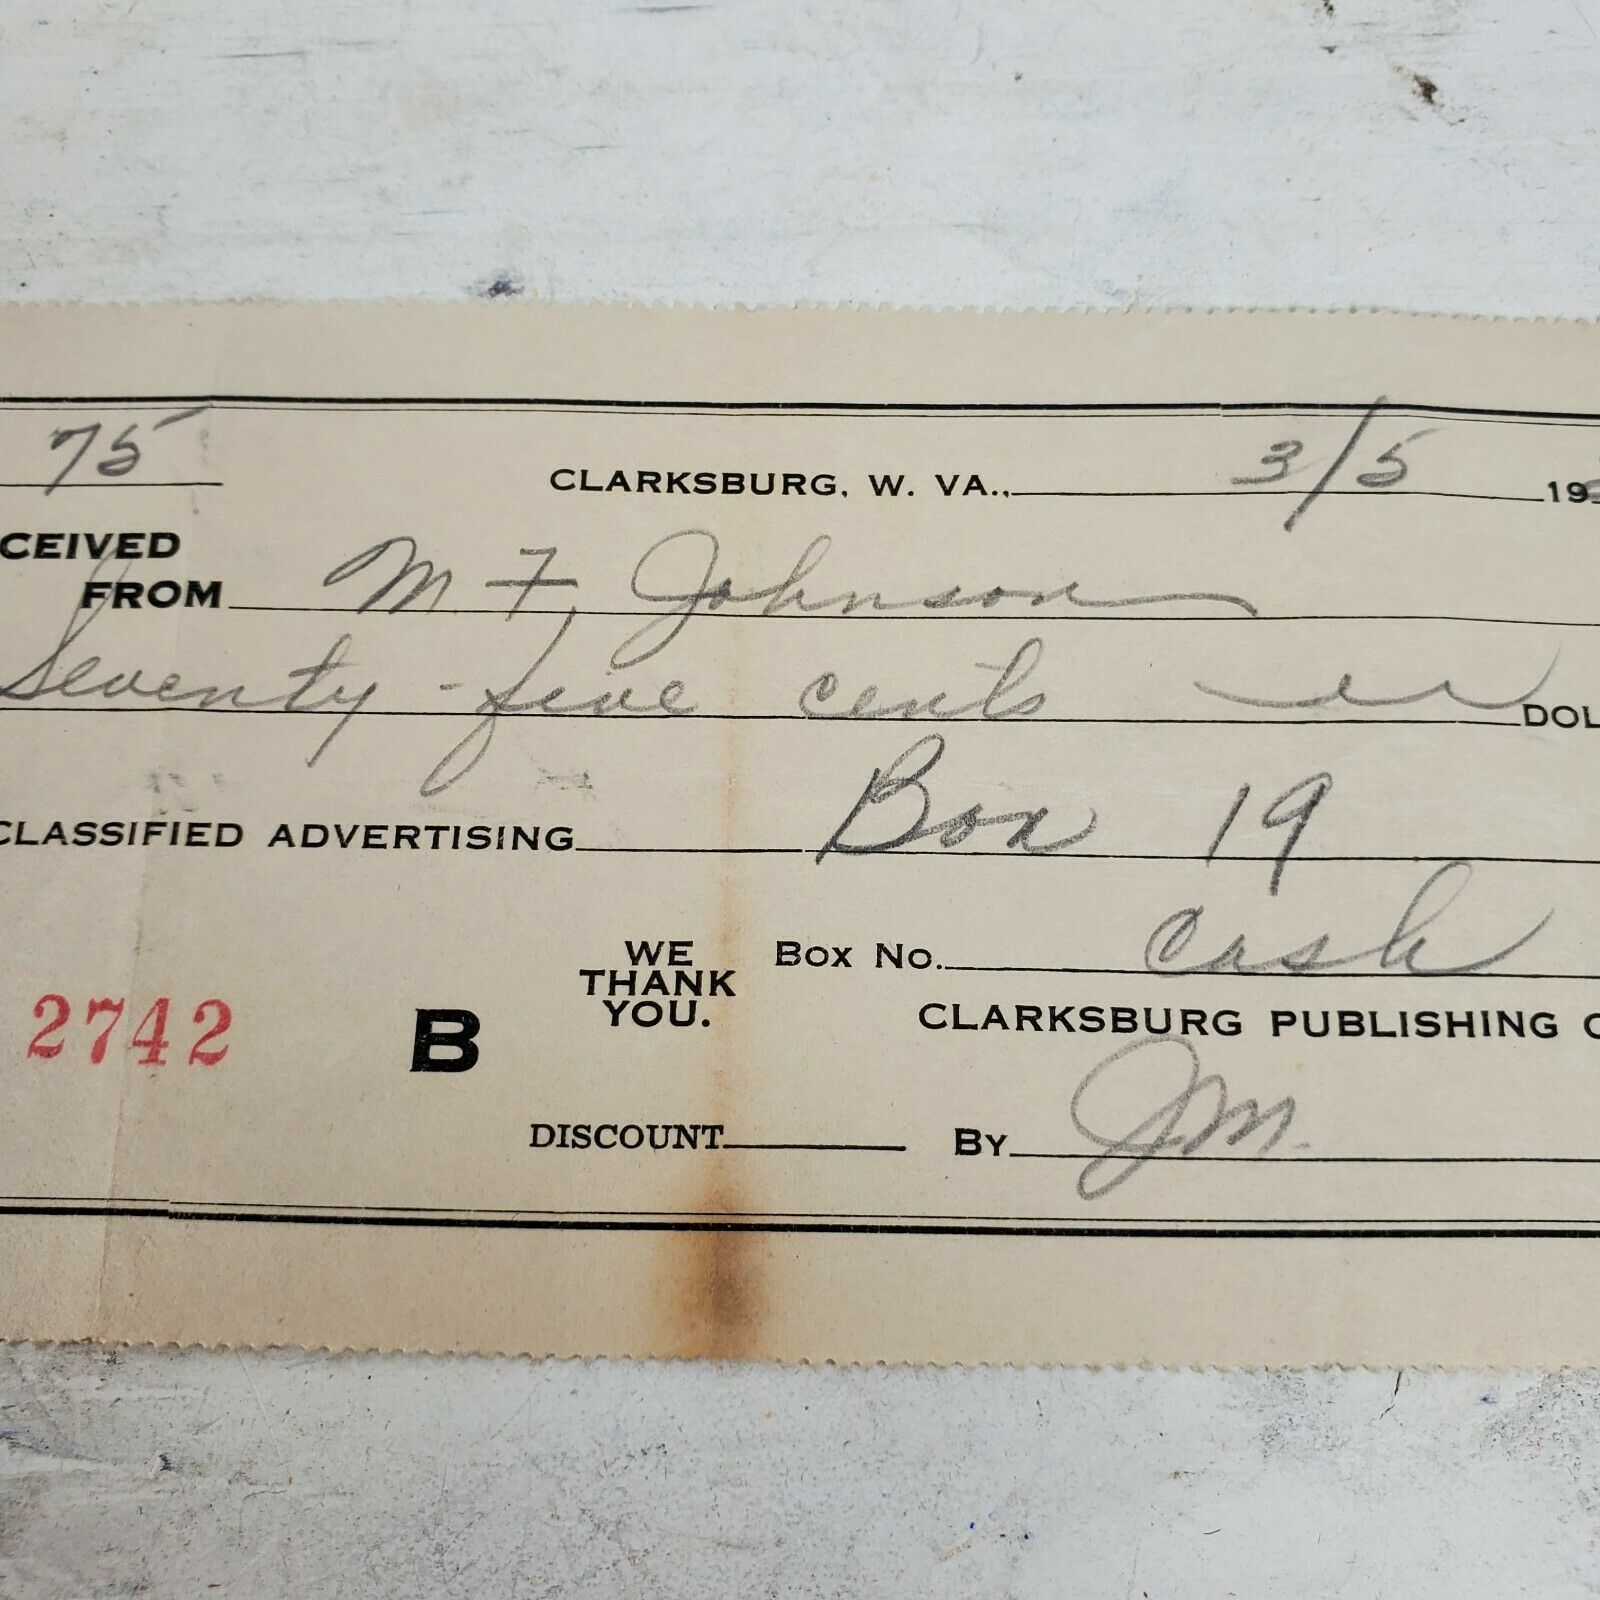 75 CLARKSBURG, W. VA., 3/5 19
CEIVED
FROM M. F. Johnson
Seventy-five cents DOL
CLASSIFIED ADVERTISING Box 19
WE THANK YOU.
Box No. cash
2742 B
CLARKSBURG PUBLISHING C
DISCOUNT By JM.